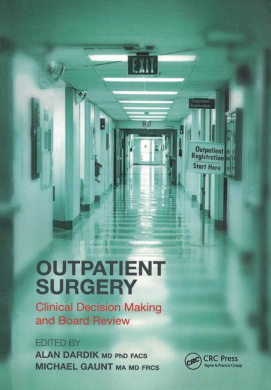 EXIT
Outpatient
Registration
Start Here
OUTPATIENT
SURGERY
Clinical Decision Making
and Board Review
EDITED BY
ALAN DARDIK MD PhD FACS
MICHAEL GAUNT MA MD FRCS
CRC Press
Taylor & Francis Group